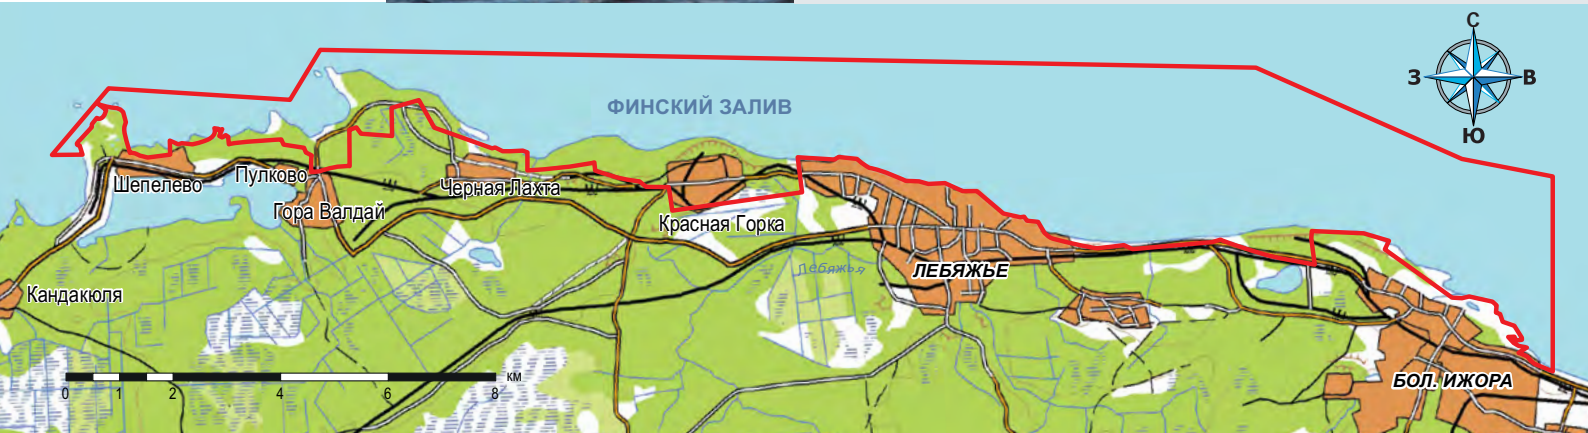 С
З
В
Ю
ФИНСКИЙ ЗАЛИВ
Шепелево
Пулково
Черная Лахта
Гора Валдай
Красная Горка
Лебяжья
ЛЕБЯЖЬЕ
Кандакюля
БОЛ. ИЖОРА
км
0 1 2 4 6 8